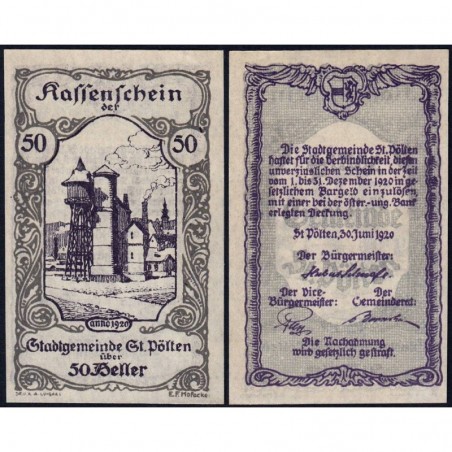 Kassenschein
der
50 50
anno 1920
Stadtgemeinde St. Pölten
über
50 Heller
E.F. Hofecke
Die Stadtgemeinde St. Pölten
haftet für die Verbindlichkeit, diesen
unverzinslichen Schein in der Zeit
vom 1. bis 31. Dezember 1920 in ge-
setzlichem Bargeld einzulösen,
mit einer bei der öster.-ung. Bank
erlegten Deckung.
St Pölten, 30. Juni 1920
Der Bürgermeister:
Der Vice- Der
Bürgermeister: Gemeinderat:
Die Nachahmung
wird gesetzlich gestraft.